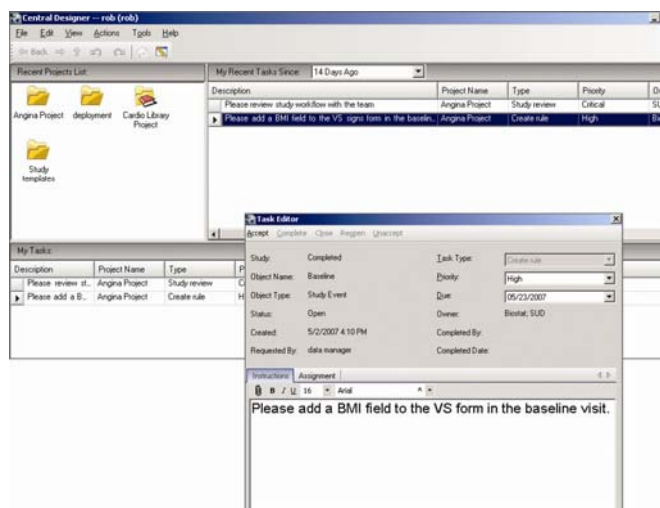 Central Designer -- rob (rob)
File Edit View Actions Tools Help
Back
Recent Projects List
Angina Project deployment Cardio Library Project
Study templates
My Recent Tasks Since: 14 Days Ago
Description Project Name Type Priority
Please review study workflow with the team Angina Project Study review Critical
Please add a BMI field to the VS signs form in the baselin.. Angina Project Create rule High
My Tasks:
Description Project Name Type
Please review st.. Angina Project Study review
Please add a B.. Angina Project Create rule
Task Editor
Accept Complete Close Reopen Unaccept
Study: Completed Task Type: Create rule
Object Name: Baseline Priority: High
Object Type: Study Event Due: 05/23/2007
Status: Open Owner: Biostat; SUD
Created: 5/2/2007 4:10 PM Completed By:
Requested By: data manager Completed Date:
Instructions Assignment
B I U 16 Arial A
Please add a BMI field to the VS form in the baseline visit.